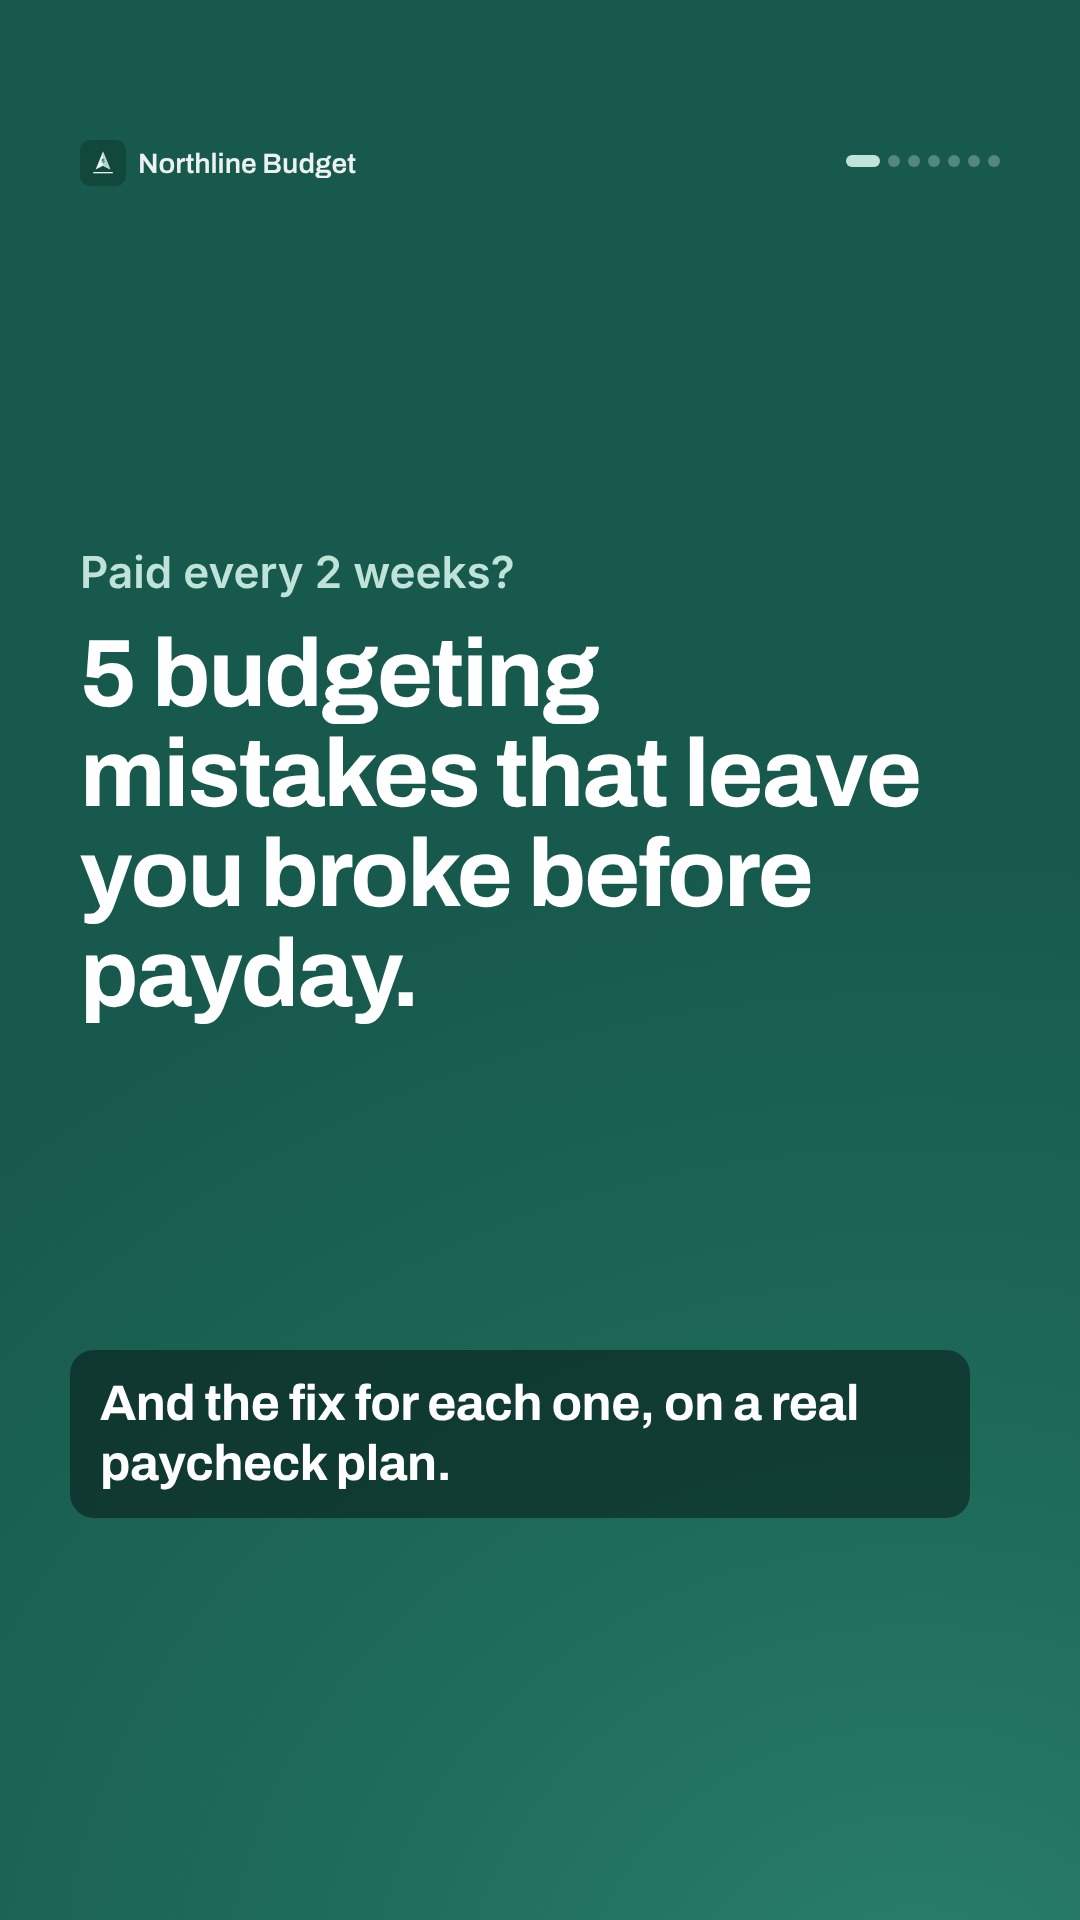 Northline Budget
Paid every 2 weeks?
5 budgeting
mistakes that leave
you broke before
payday.
And the fix for each one, on a real
paycheck plan.